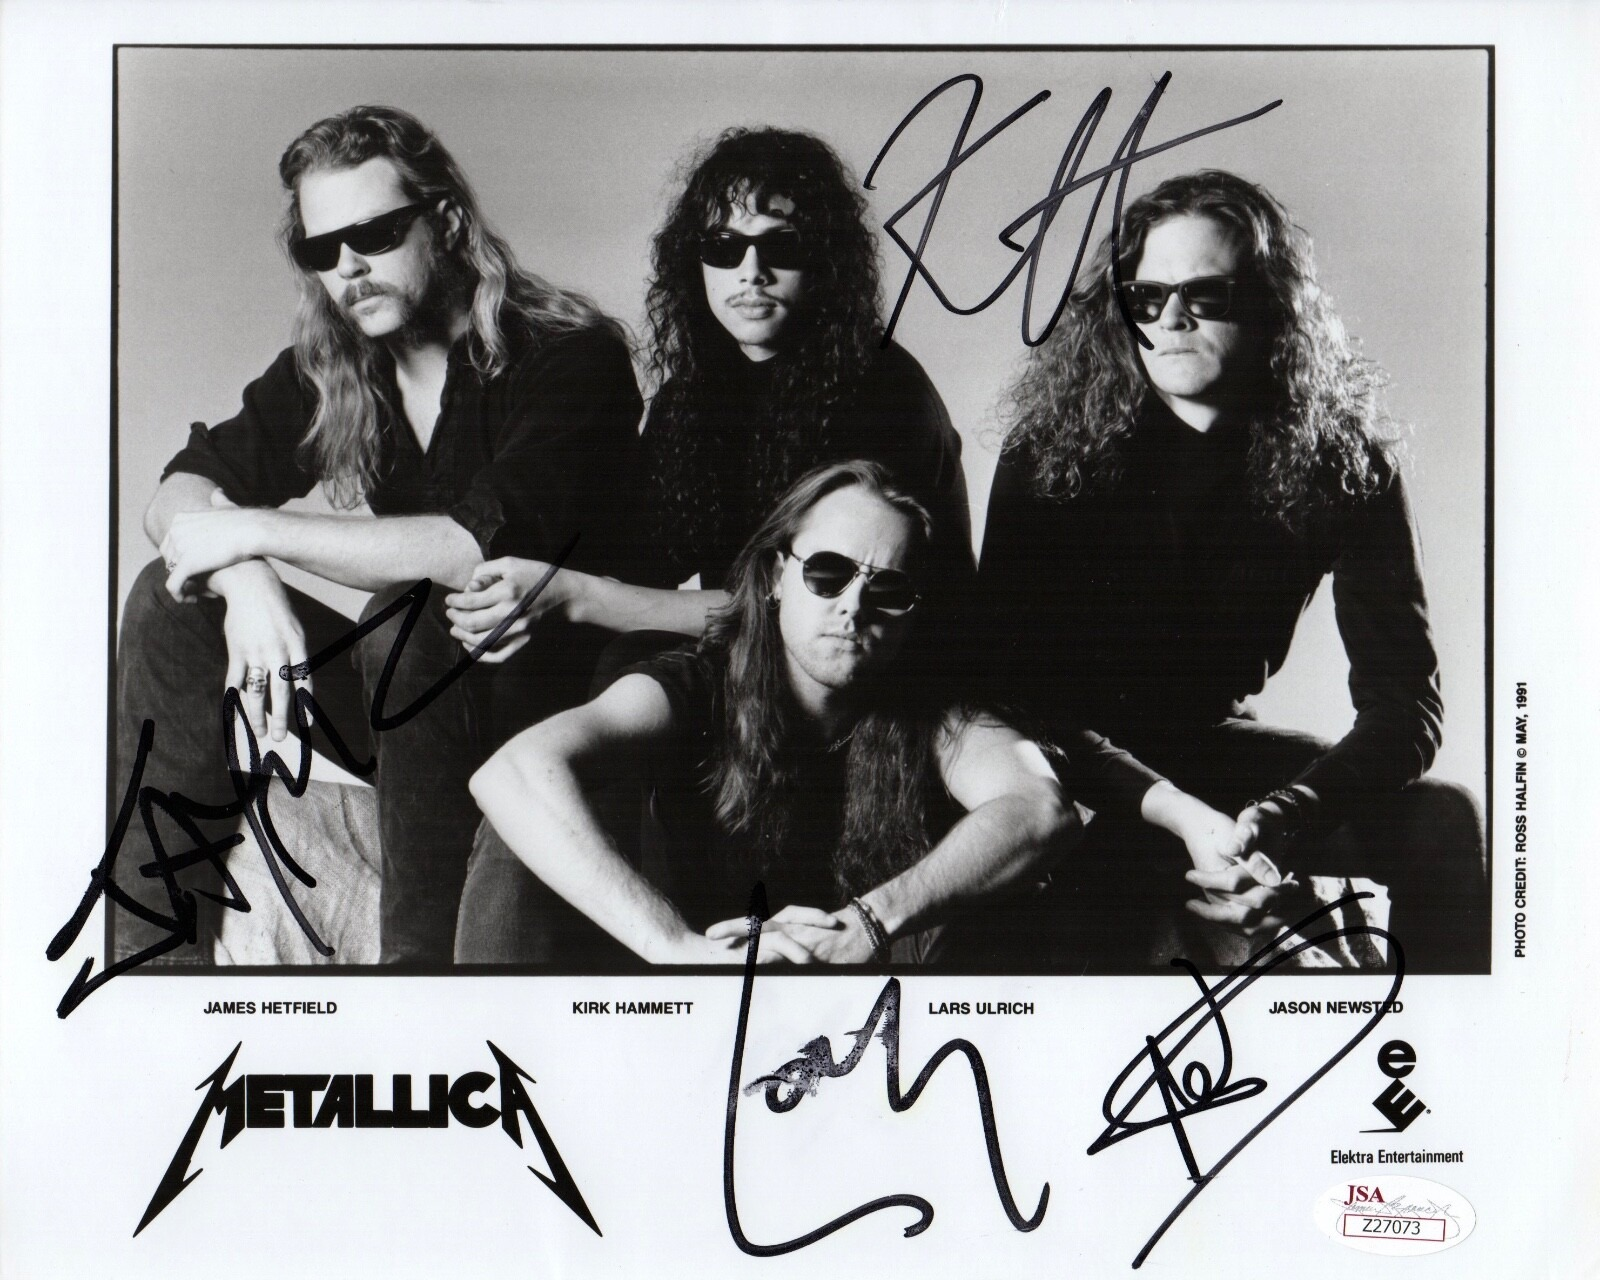 PHOTO CREDIT: ROSS HALFIN © MAY, 1991
JAMES HETFIELD KIRK HAMMETT LARS ULRICH JASON NEWSTED
METALLICA
Elektra Entertainment
JSA
Z27073